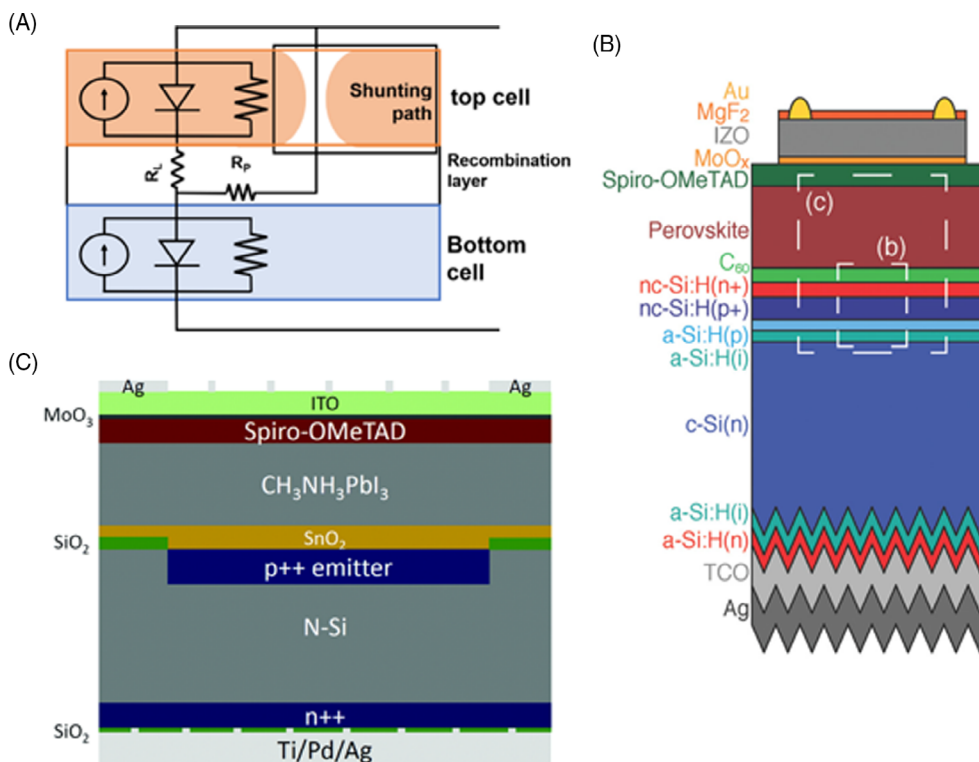 (A)
Shunting
path
top cell
R_L
R_P
Recombination
layer
Bottom
cell
(B)
Au
MgF₂
IZO
MoOₓ
Spiro-OMeTAD
(c)
Perovskite
(b)
C₆₀
nc-Si:H(n+)
nc-Si:H(p+)
a-Si:H(p)
a-Si:H(i)
c-Si(n)
a-Si:H(i)
a-Si:H(n)
TCO
Ag
(C)
Ag
Ag
ITO
MoO₃
Spiro-OMeTAD
CH₃NH₃PbI₃
SnO₂
SiO₂
p++ emitter
N-Si
n++
SiO₂
Ti/Pd/Ag